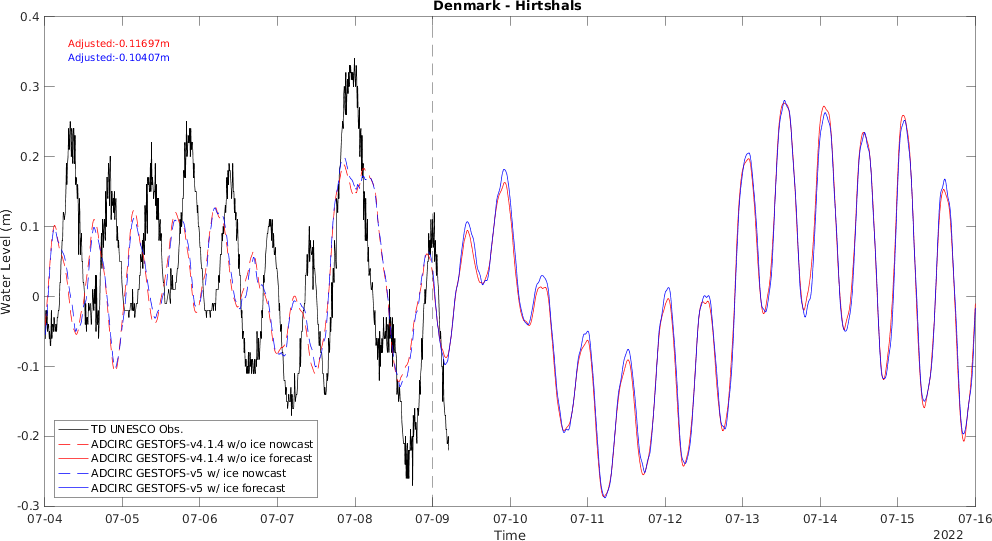 Denmark - Hirtshals
Adjusted:-0.11697m
Adjusted:-0.10407m
Water Level (m)
0.4
0.3
0.2
0.1
0
-0.1
-0.2
-0.3
TD UNESCO Obs.
ADCIRC GESTOFS-v4.1.4 w/o ice nowcast
ADCIRC GESTOFS-v4.1.4 w/o ice forecast
ADCIRC GESTOFS-v5 w/ ice nowcast
ADCIRC GESTOFS-v5 w/ ice forecast
07-04 07-05 07-06 07-07 07-08 07-09 07-10 07-11 07-12 07-13 07-14 07-15 07-16
Time
2022